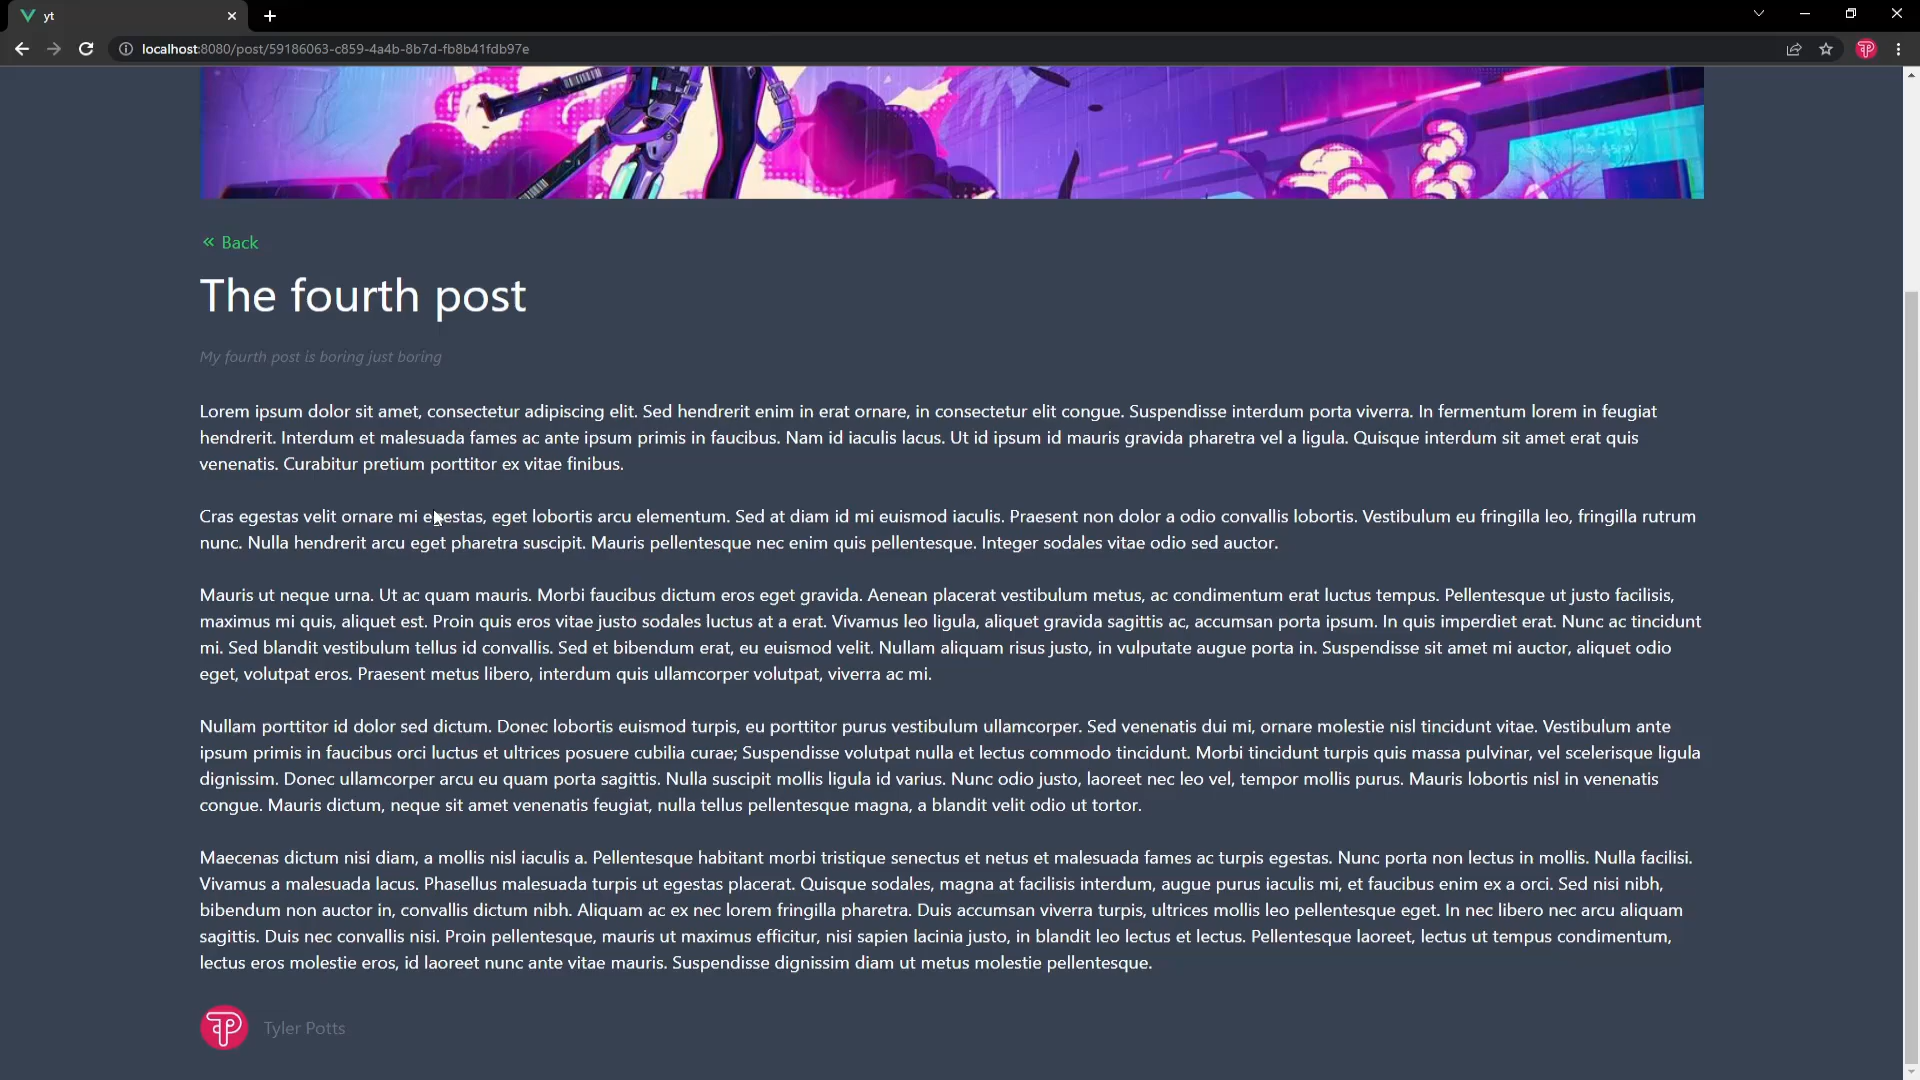 yt
localhost:8080/post/59186063-c859-4a4b-8b7d-fb8b41fdb97e
« Back
The fourth post
My fourth post is boring just boring
Lorem ipsum dolor sit amet, consectetur adipiscing elit. Sed hendrerit enim in erat ornare, in consectetur elit congue. Suspendisse interdum porta viverra. In fermentum lorem in feugiat
hendrerit. Interdum et malesuada fames ac ante ipsum primis in faucibus. Nam id iaculis lacus. Ut id ipsum id mauris gravida pharetra vel a ligula. Quisque interdum sit amet erat quis
venenatis. Curabitur pretium porttitor ex vitae finibus.
Cras egestas velit ornare mi egestas, eget lobortis arcu elementum. Sed at diam id mi euismod iaculis. Praesent non dolor a odio convallis lobortis. Vestibulum eu fringilla leo, fringilla rutrum
nunc. Nulla hendrerit arcu eget pharetra suscipit. Mauris pellentesque nec enim quis pellentesque. Integer sodales vitae odio sed auctor.
Mauris ut neque urna. Ut ac quam mauris. Morbi faucibus dictum eros eget gravida. Aenean placerat vestibulum metus, ac condimentum erat luctus tempus. Pellentesque ut justo facilisis,
maximus mi quis, aliquet est. Proin quis eros vitae justo sodales luctus at a erat. Vivamus leo ligula, aliquet gravida sagittis ac, accumsan porta ipsum. In quis imperdiet erat. Nunc ac tincidunt
mi. Sed blandit vestibulum tellus id convallis. Sed et bibendum erat, eu euismod velit. Nullam aliquam risus justo, in vulputate augue porta in. Suspendisse sit amet mi auctor, aliquet odio
eget, volutpat eros. Praesent metus libero, interdum quis ullamcorper volutpat, viverra ac mi.
Nullam porttitor id dolor sed dictum. Donec lobortis euismod turpis, eu porttitor purus vestibulum ullamcorper. Sed venenatis dui mi, ornare molestie nisl tincidunt vitae. Vestibulum ante
ipsum primis in faucibus orci luctus et ultrices posuere cubilia curae; Suspendisse volutpat nulla et lectus commodo tincidunt. Morbi tincidunt turpis quis massa pulvinar, vel scelerisque ligula
dignissim. Donec ullamcorper arcu eu quam porta sagittis. Nulla suscipit mollis ligula id varius. Nunc odio justo, laoreet nec leo vel, tempor mollis purus. Mauris lobortis nisl in venenatis
congue. Mauris dictum, neque sit amet venenatis feugiat, nulla tellus pellentesque magna, a blandit velit odio ut tortor.
Maecenas dictum nisi diam, a mollis nisl iaculis a. Pellentesque habitant morbi tristique senectus et netus et malesuada fames ac turpis egestas. Nunc porta non lectus in mollis. Nulla facilisi.
Vivamus a malesuada lacus. Phasellus malesuada turpis ut egestas placerat. Quisque sodales, magna at facilisis interdum, augue purus iaculis mi, et faucibus enim ex a orci. Sed nisi nibh,
bibendum non auctor in, convallis dictum nibh. Aliquam ac ex nec lorem fringilla pharetra. Duis accumsan viverra turpis, ultrices mollis leo pellentesque eget. In nec libero nec arcu aliquam
sagittis. Duis nec convallis nisi. Proin pellentesque, mauris ut maximus efficitur, nisi sapien lacinia justo, in blandit leo lectus et lectus. Pellentesque laoreet, lectus ut tempus condimentum,
lectus eros molestie eros, id laoreet nunc ante vitae mauris. Suspendisse dignissim diam ut metus molestie pellentesque.
Tyler Potts